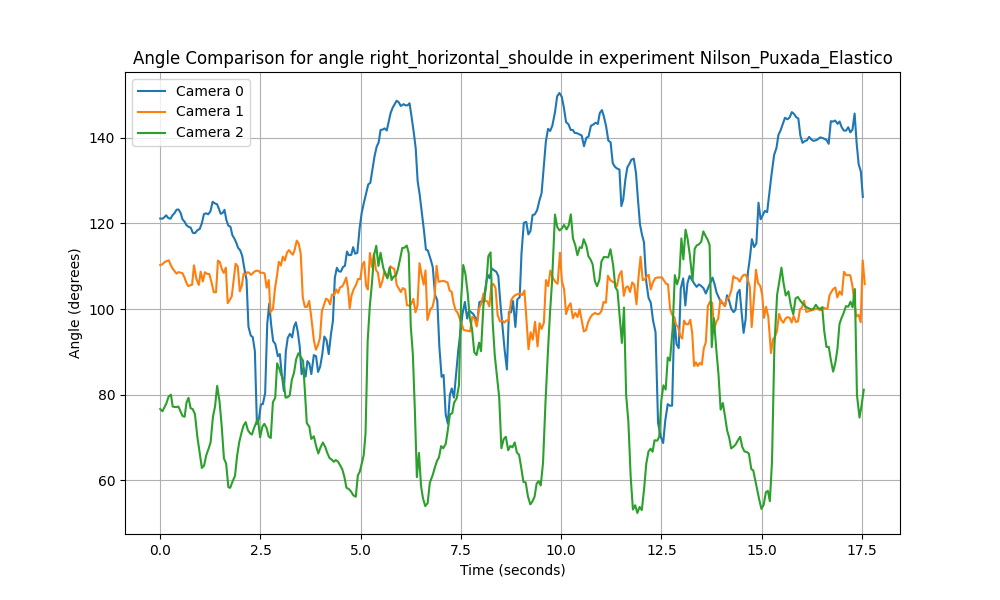 Angle Comparison for angle right_horizontal_shoulde in experiment Nilson_Puxada_Elastico
Camera 0
Camera 1
Camera 2
Angle (degrees)
140
120
100
80
60
0.0 2.5 5.0 7.5 10.0 12.5 15.0 17.5
Time (seconds)